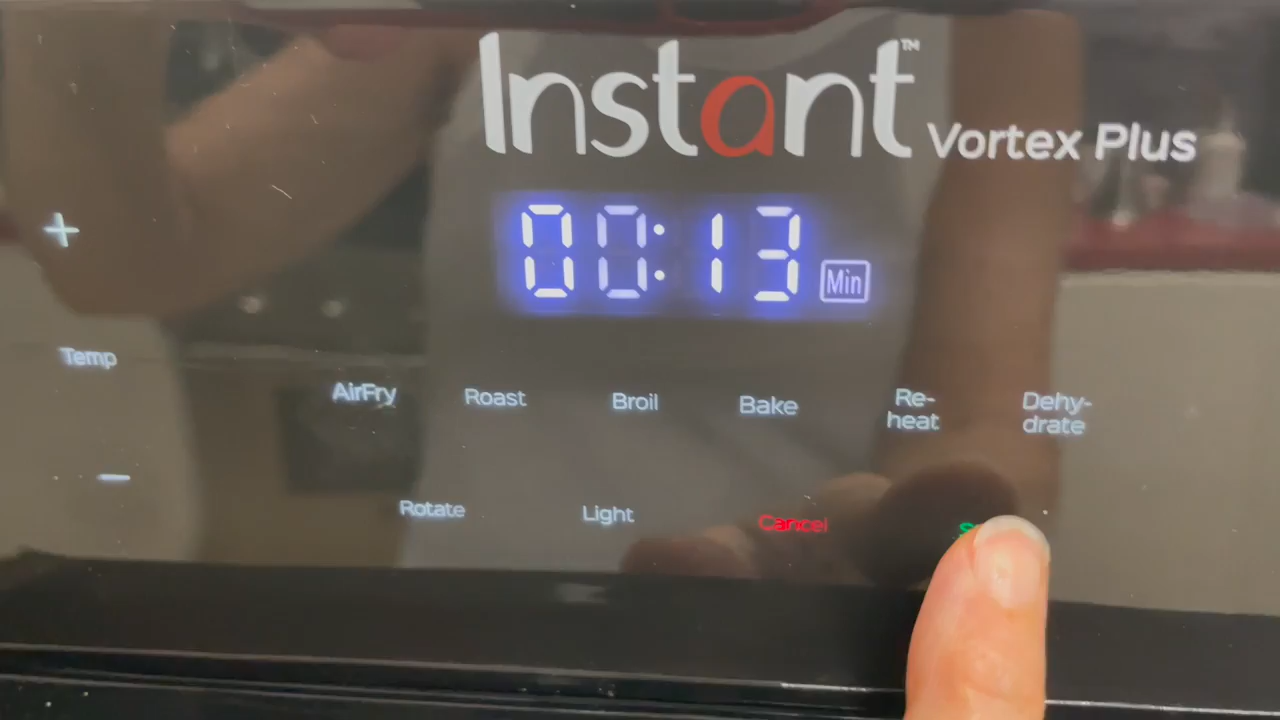 Instant™ Vortex Plus
+
00:13 Min
Temp
AirFry Roast Broil Bake Re-heat Dehy-drate
−
Rotate Light Cancel